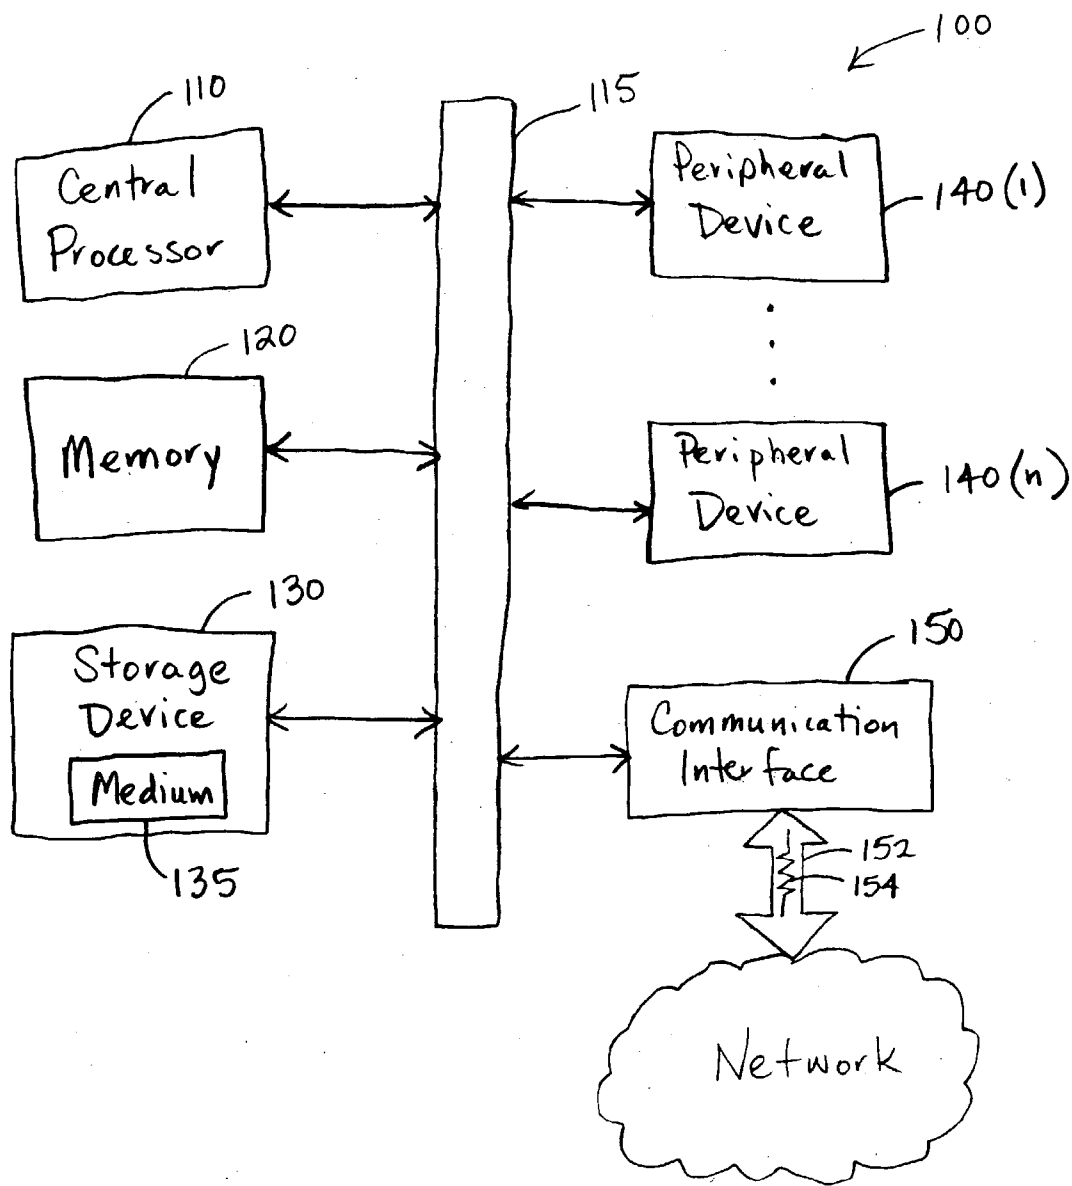 100
110
Central
Processor
115
Peripheral
Device
140(1)
120
Memory
Peripheral
Device
140(n)
130
Storage
Device
Medium
135
150
Communication
Interface
152
154
Network